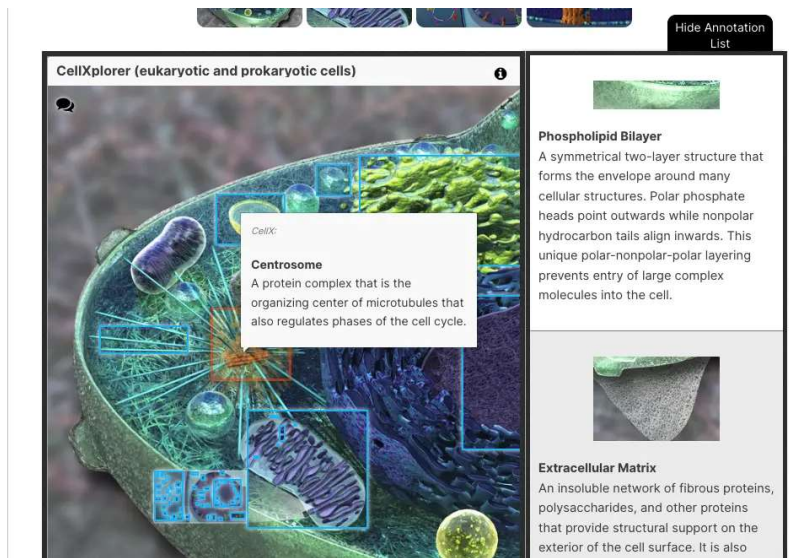 Hide Annotation
List
CellXplorer (eukaryotic and prokaryotic cells)
CellX:
Centrosome
A protein complex that is the
organizing center of microtubules that
also regulates phases of the cell cycle.
Phospholipid Bilayer
A symmetrical two-layer structure that
forms the envelope around many
cellular structures. Polar phosphate
heads point outwards while nonpolar
hydrocarbon tails align inwards. This
unique polar-nonpolar-polar layering
prevents entry of large complex
molecules into the cell.
Extracellular Matrix
An insoluble network of fibrous proteins,
polysaccharides, and other proteins
that provide structural support on the
exterior of the cell surface. It is also